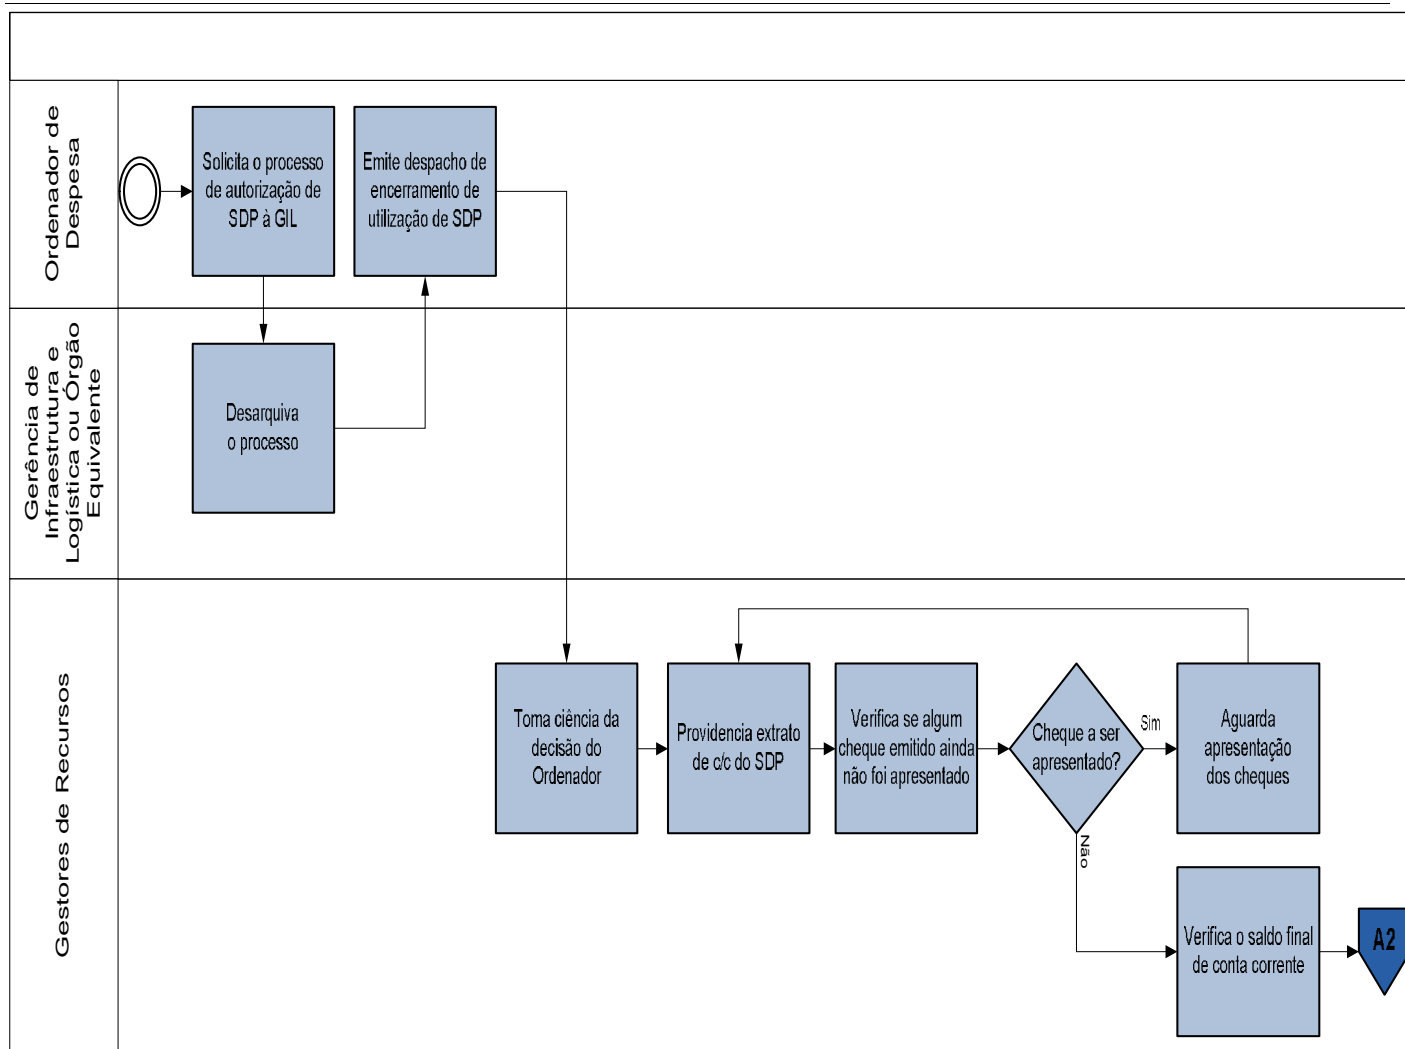 Ordenador de
Despesa
Solicita o processo
de autorização de
SDP à GIL
Emite despacho de
encerramento de
utilização de SDP
Gerência de
Infraestrutura e
Logística ou Órgão
Equivalente
Desarquiva
o processo
Gestores de Recursos
Toma ciência da
decisão do
Ordenador
Providencia extrato
de c/c do SDP
Verifica se algum
cheque emitido ainda
não foi apresentado
Cheque a ser
apresentado?
Sim
Aguarda
apresentação
dos cheques
Não
Verifica o saldo final
de conta corrente
A2